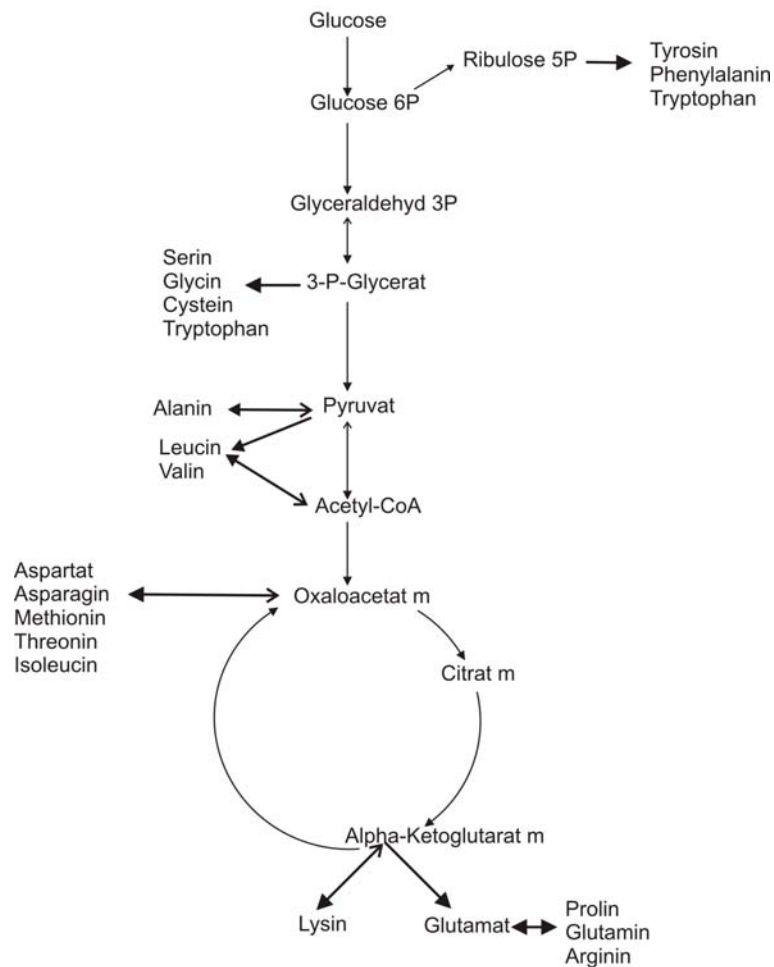 Glucose
Ribulose 5P
Tyrosin
Phenylalanin
Tryptophan
Glucose 6P
Glyceraldehyd 3P
Serin
Glycin
Cystein
Tryptophan
3-P-Glycerat
Alanin
Pyruvat
Leucin
Valin
Acetyl-CoA
Aspartat
Asparagin
Methionin
Threonin
Isoleucin
Oxaloacetat m
Citrat m
Alpha-Ketoglutarat m
Lysin
Glutamat
Prolin
Glutamin
Arginin